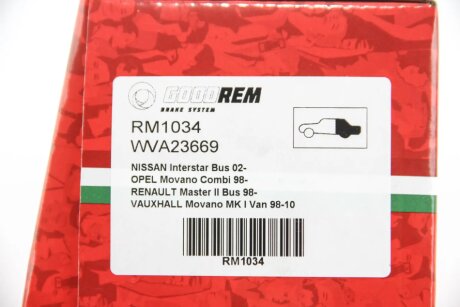 GOODREM
BRAKE SYSTEM
RM1034
WVA23669
NISSAN Interstar Bus 02-
OPEL Movano Combi 98-
RENAULT Master II Bus 98-
VAUXHALL Movano MK I Van 98-10
RM1034